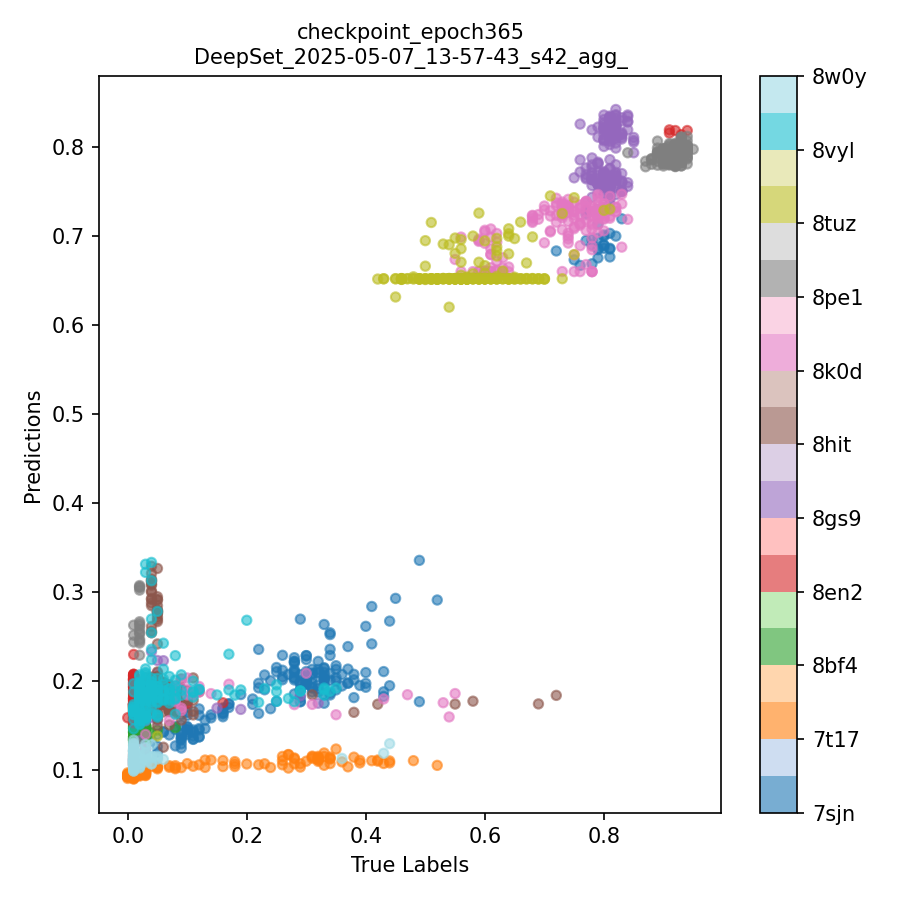 checkpoint_epoch365
DeepSet_2025-05-07_13-57-43_s42_agg_
Predictions
0.8
0.7
0.6
0.5
0.4
0.3
0.2
0.1
0.0
0.2
0.4
0.6
0.8
True Labels
8w0y
8vyl
8tuz
8pe1
8k0d
8hit
8gs9
8en2
8bf4
7t17
7sjn